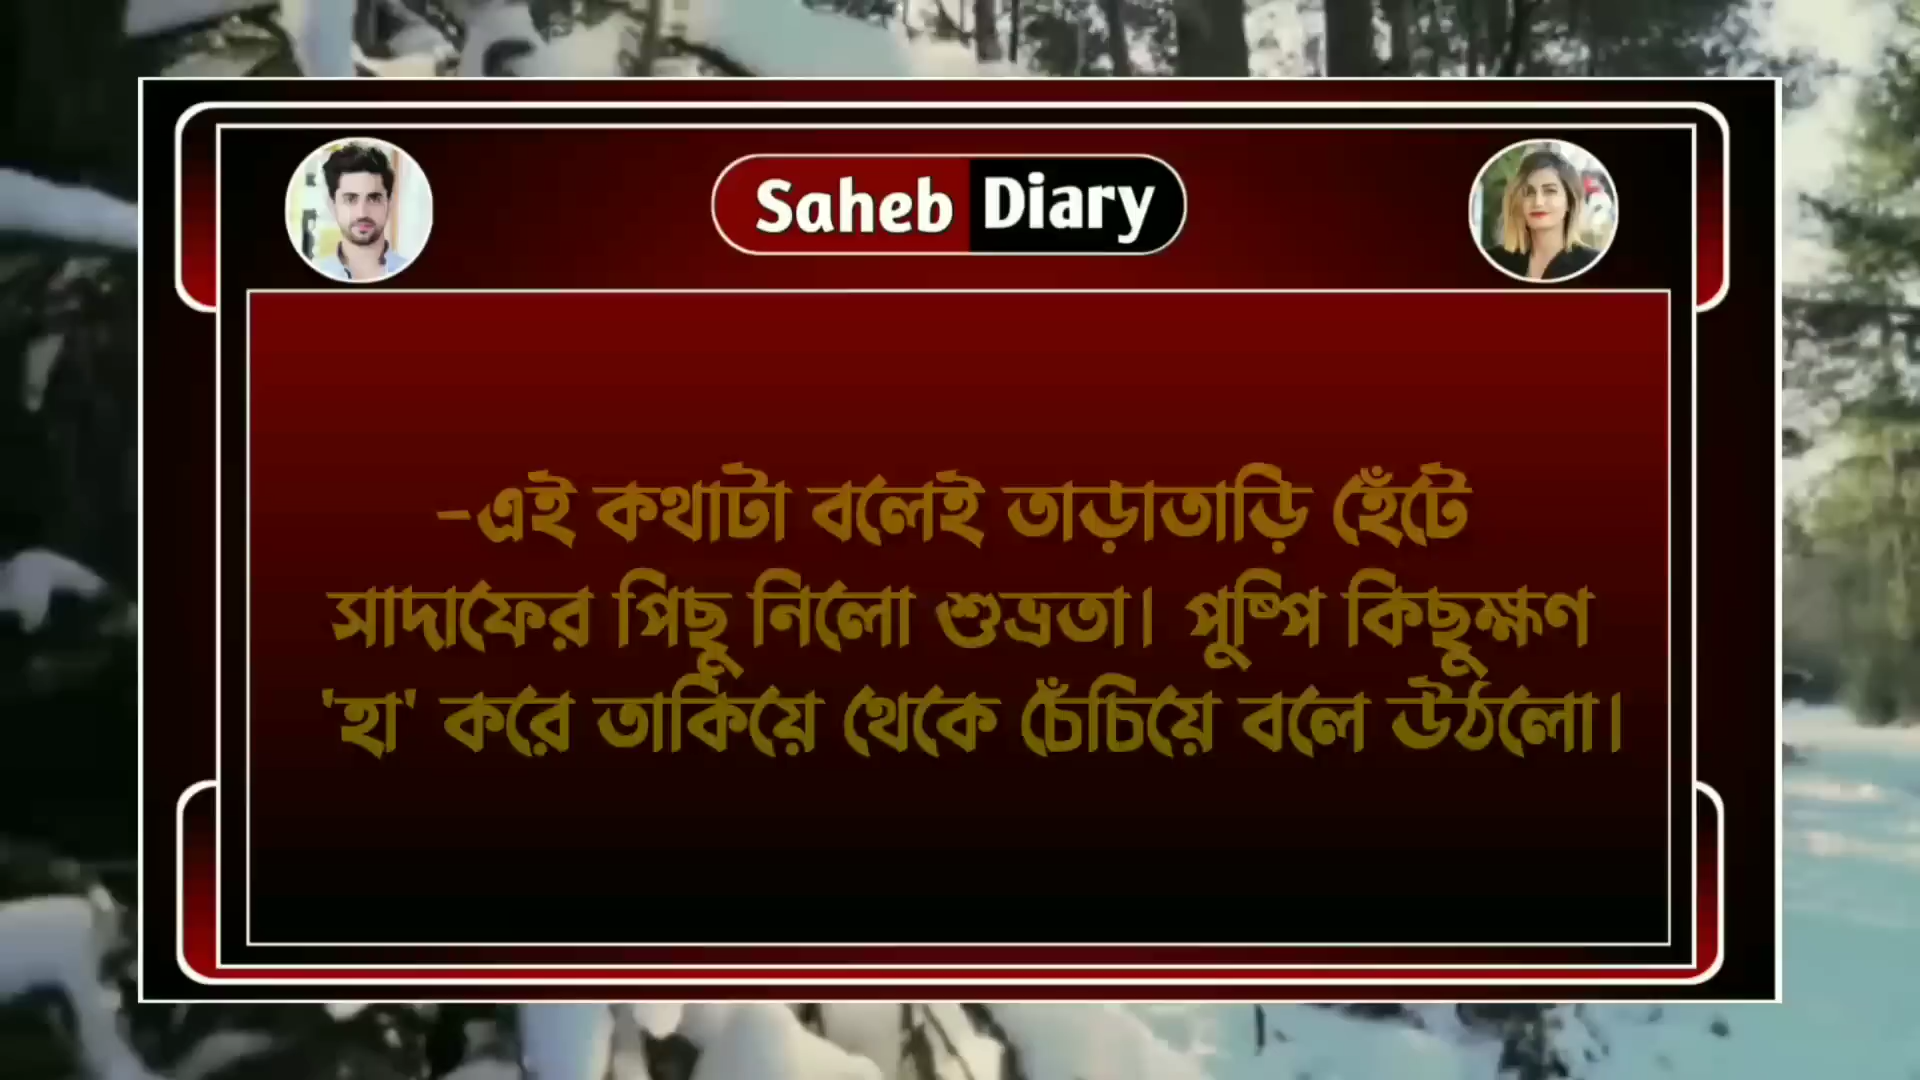 Saheb Diary
-এই কথাটা বলেই তাড়াতাড়ি হেঁটে
সাদাফের পিছু নিলো শুভ্রতা। পুষ্পি কিছুক্ষণ
'হা' করে তাকিয়ে থেকে চেঁচিয়ে বলে উঠলো।